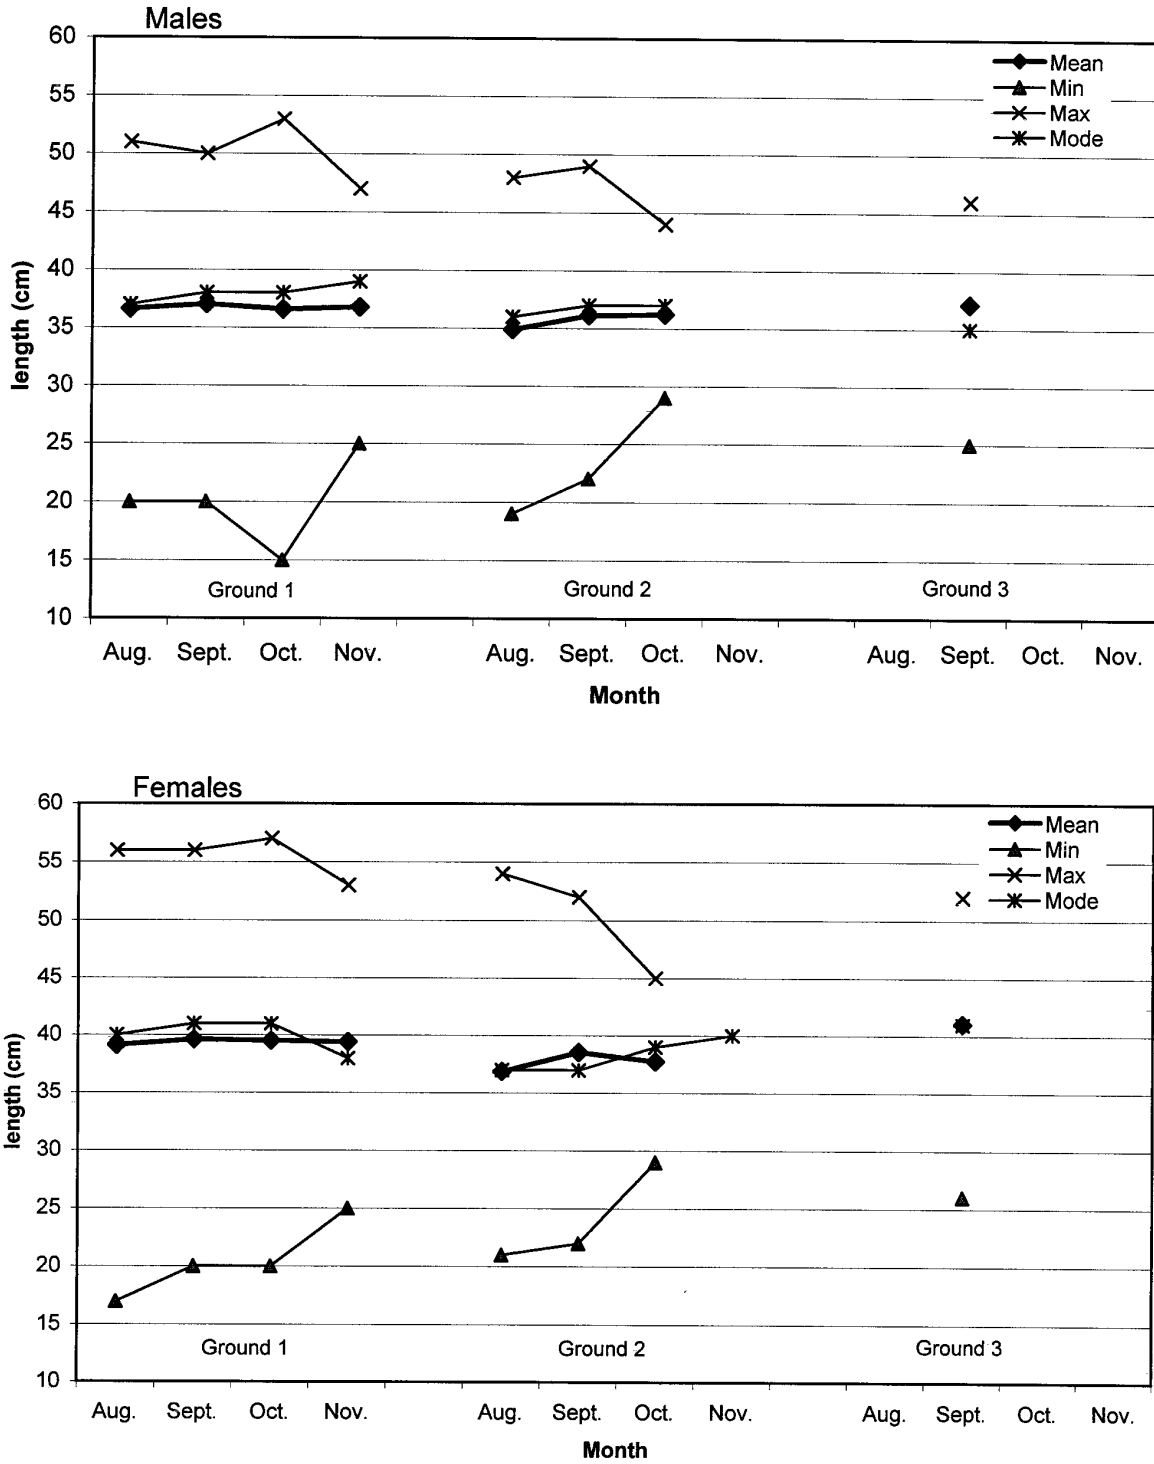 Males
60
55
50
45
40
35
30
25
20
15
10
length (cm)
Mean
Min
Max
Mode
Ground 1
Ground 2
Ground 3
Aug. Sept. Oct. Nov. Aug. Sept. Oct. Nov. Aug. Sept. Oct. Nov.
Month
Females
60
55
50
45
40
35
30
25
20
15
10
length (cm)
Mean
Min
Max
Mode
Ground 1
Ground 2
Ground 3
Aug. Sept. Oct. Nov. Aug. Sept. Oct. Nov. Aug. Sept. Oct. Nov.
Month